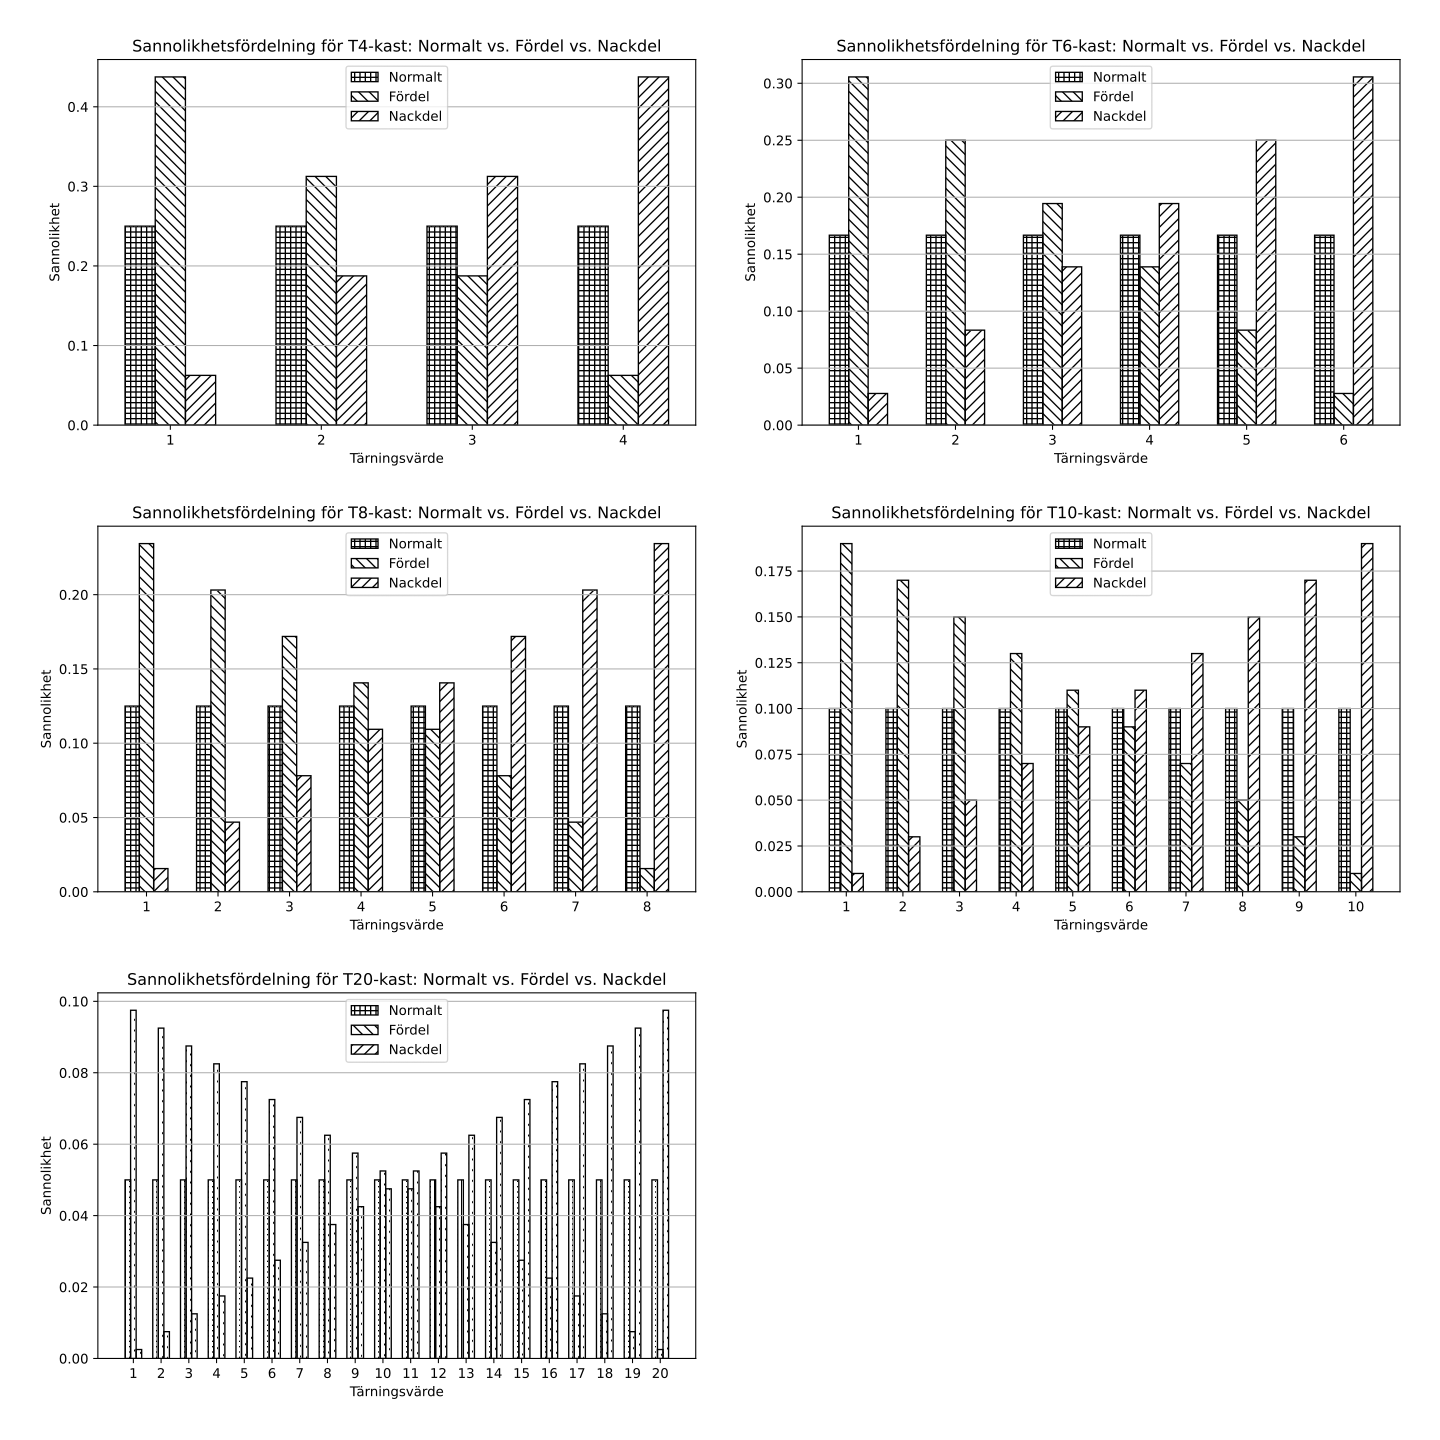 Sannolikhetsfördelning för T4-kast: Normalt vs. Fördel vs. Nackdel
Normalt
Fördel
Nackdel
Sannolikhet
0.4
0.3
0.2
0.1
0.0
1 2 3 4
Tärningsvärde
Sannolikhetsfördelning för T6-kast: Normalt vs. Fördel vs. Nackdel
Normalt
Fördel
Nackdel
Sannolikhet
0.30
0.25
0.20
0.15
0.10
0.05
0.00
1 2 3 4 5 6
Tärningsvärde
Sannolikhetsfördelning för T8-kast: Normalt vs. Fördel vs. Nackdel
Normalt
Fördel
Nackdel
Sannolikhet
0.20
0.15
0.10
0.05
0.00
1 2 3 4 5 6 7 8
Tärningsvärde
Sannolikhetsfördelning för T10-kast: Normalt vs. Fördel vs. Nackdel
Normalt
Fördel
Nackdel
Sannolikhet
0.175
0.150
0.125
0.100
0.075
0.050
0.025
0.000
1 2 3 4 5 6 7 8 9 10
Tärningsvärde
Sannolikhetsfördelning för T20-kast: Normalt vs. Fördel vs. Nackdel
Normalt
Fördel
Nackdel
Sannolikhet
0.10
0.08
0.06
0.04
0.02
0.00
1 2 3 4 5 6 7 8 9 10 11 12 13 14 15 16 17 18 19 20
Tärningsvärde